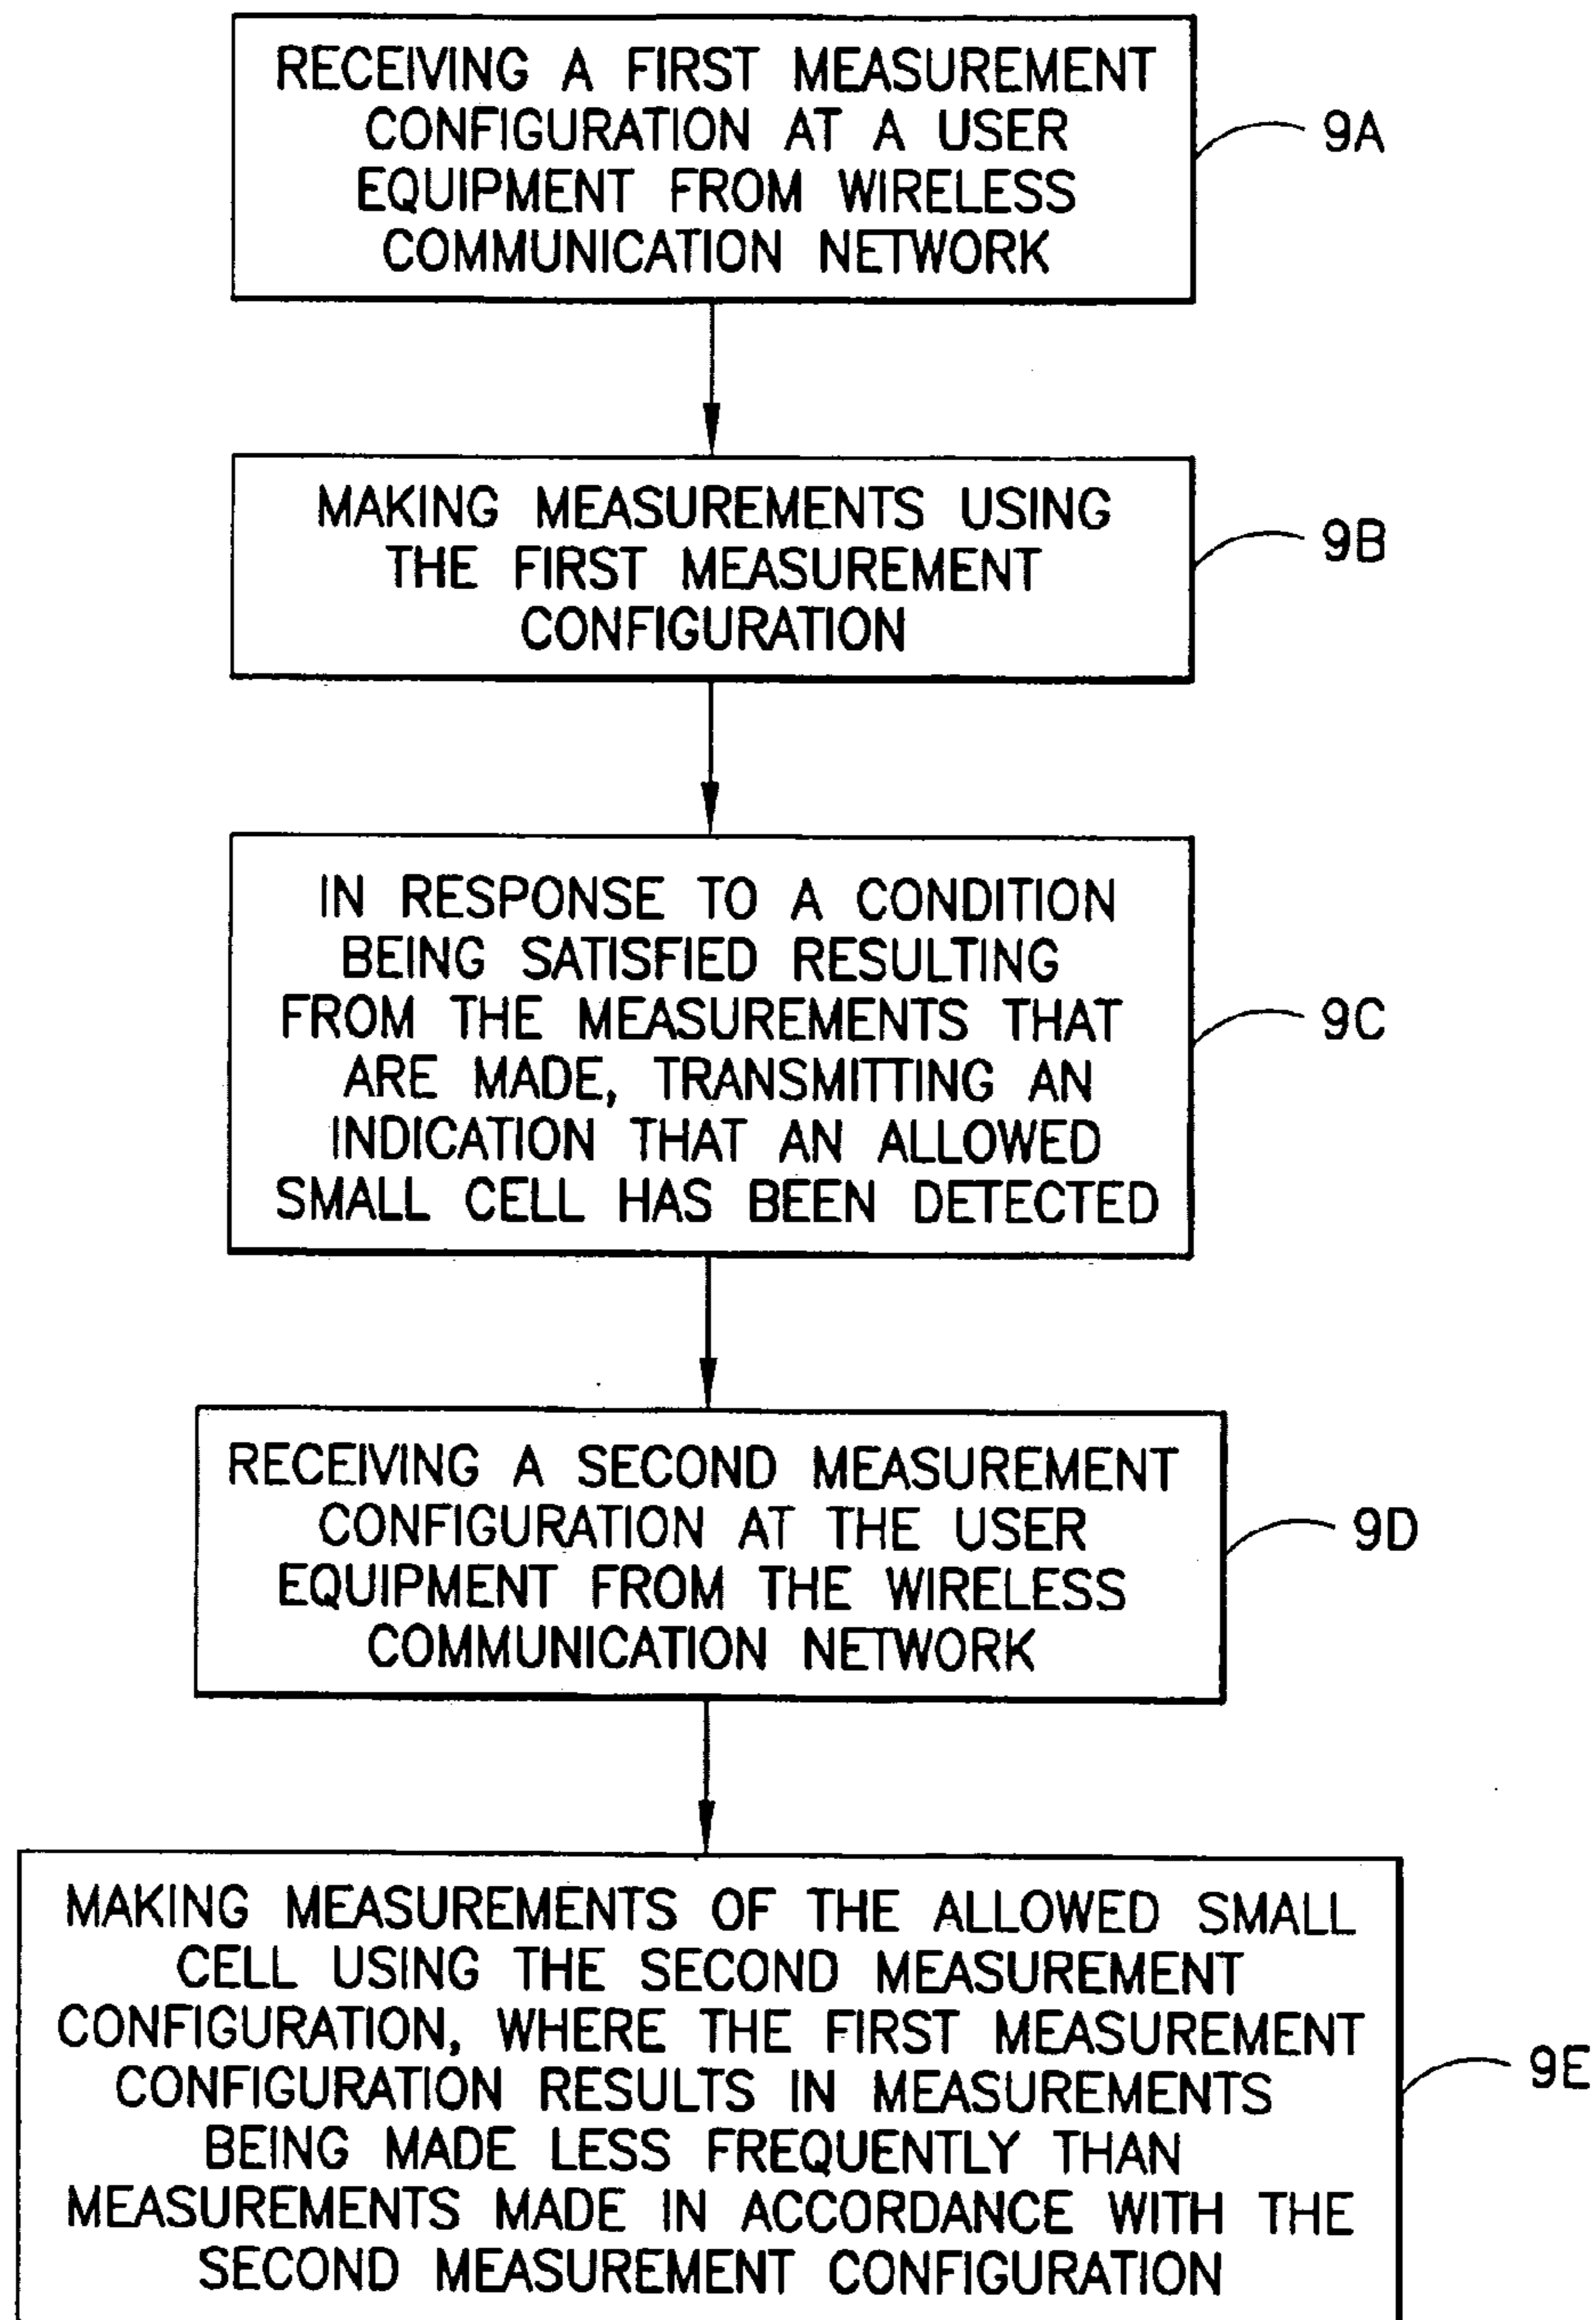 RECEIVING A FIRST MEASUREMENT
CONFIGURATION AT A USER
EQUIPMENT FROM WIRELESS
COMMUNICATION NETWORK
9A
MAKING MEASUREMENTS USING
THE FIRST MEASUREMENT
CONFIGURATION
9B
IN RESPONSE TO A CONDITION
BEING SATISFIED RESULTING
FROM THE MEASUREMENTS THAT
ARE MADE, TRANSMITTING AN
INDICATION THAT AN ALLOWED
SMALL CELL HAS BEEN DETECTED
9C
RECEIVING A SECOND MEASUREMENT
CONFIGURATION AT THE USER
EQUIPMENT FROM THE WIRELESS
COMMUNICATION NETWORK
9D
MAKING MEASUREMENTS OF THE ALLOWED SMALL
CELL USING THE SECOND MEASUREMENT
CONFIGURATION, WHERE THE FIRST MEASUREMENT
CONFIGURATION RESULTS IN MEASUREMENTS
BEING MADE LESS FREQUENTLY THAN
MEASUREMENTS MADE IN ACCORDANCE WITH THE
SECOND MEASUREMENT CONFIGURATION
9E